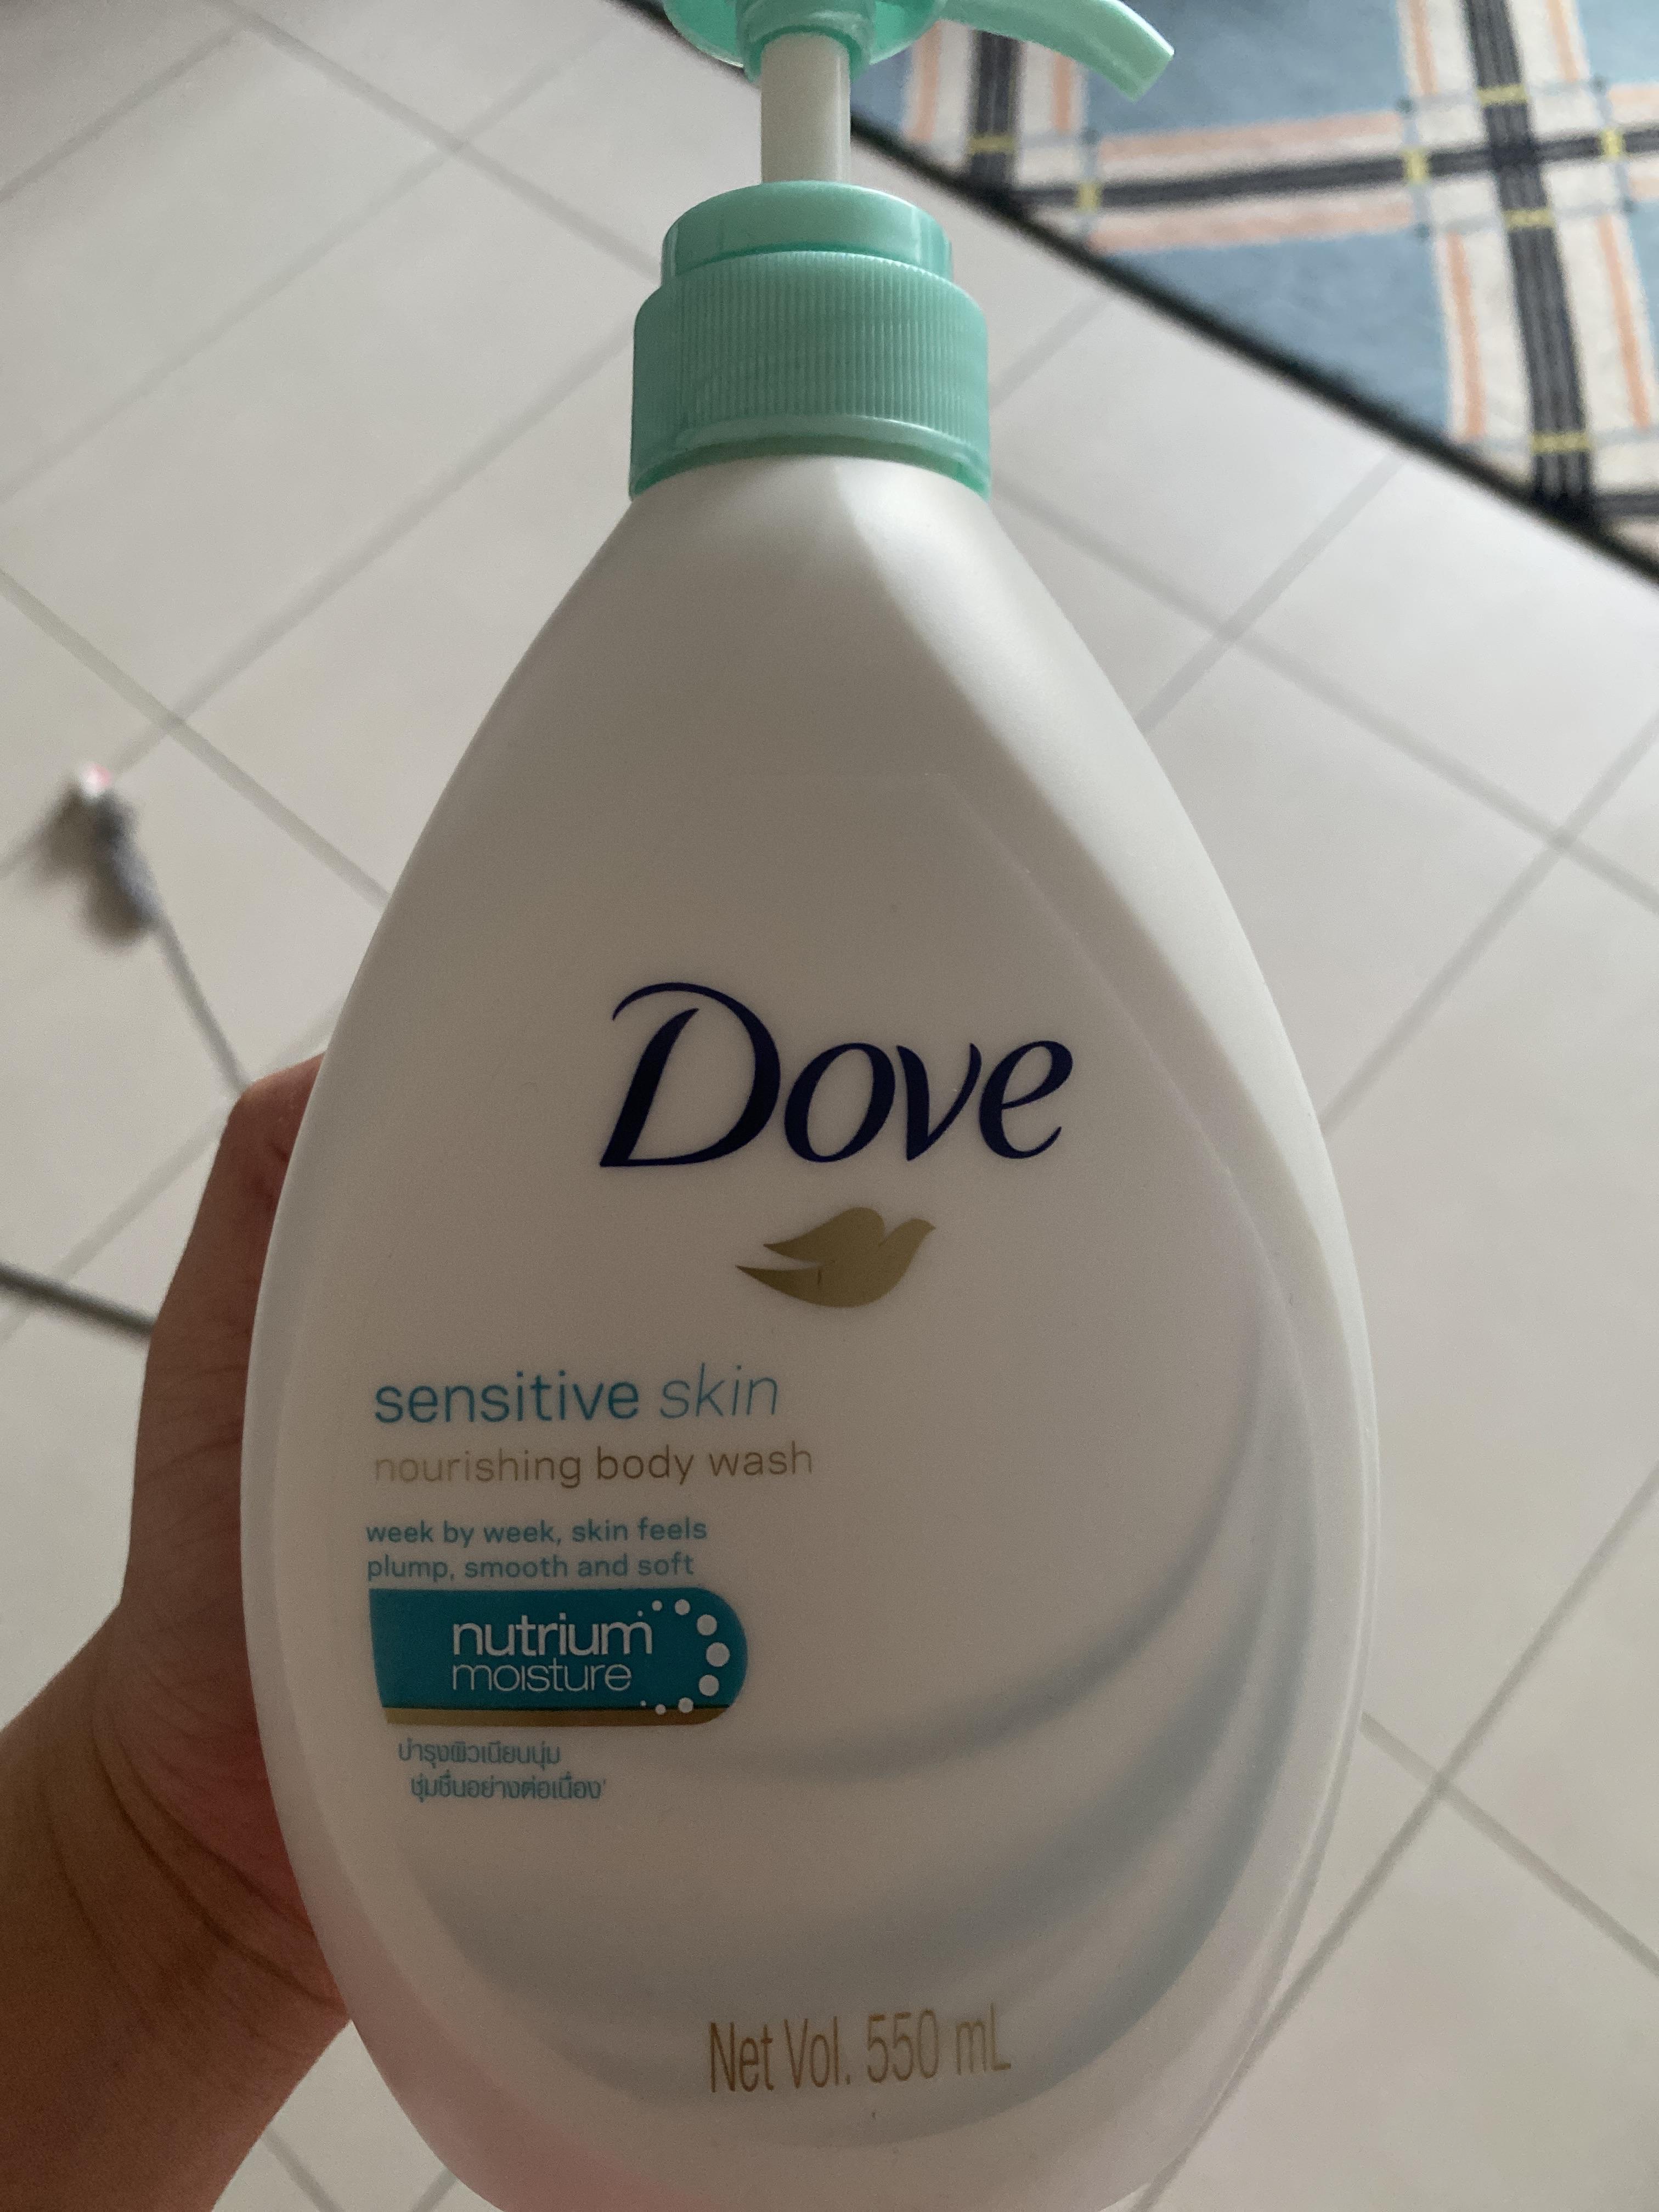 Dove
sensitive skin
nourishing body wash
week by week, skin feels
plump, smooth and soft
nutrium
moisture
บำรุงผิวเนียนนุ่ม
ชุ่มชื่นอย่างต่อเนื่อง'
Net Vol. 550 mL